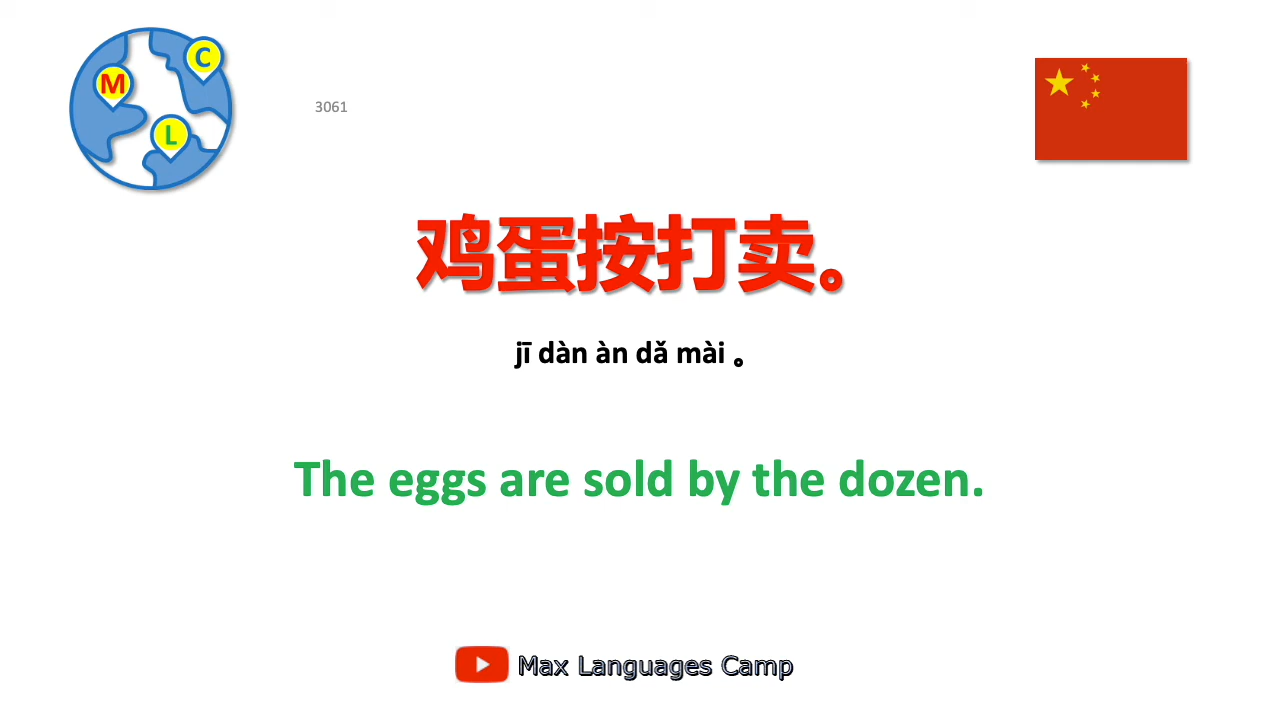 C
M
L
3061
鸡蛋按打卖。
jī dàn àn dǎ mài 。
The eggs are sold by the dozen.
Max Languages Camp